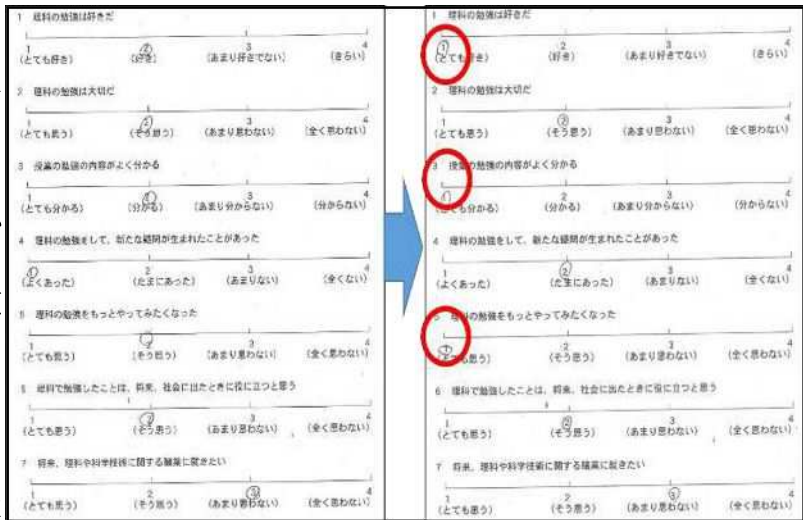 1 理科の勉強は好きだ
1 2 3 4
(とても好き) (好き) (あまり好きでない) (きらい)
2 理科の勉強は大切だ
1 2 3 4
(とても思う) (そう思う) (あまり思わない) (全く思わない)
3 授業の勉強の内容がよく分かる
1 2 3 4
(とても分かる) (分かる) (あまり分からない) (分からない)
4 理科の勉強をして、新たな疑問が生まれたことがあった
1 2 3 4
(よくあった) (たまにあった) (あまりない) (全くない)
5 理科の勉強をもっとやってみたくなった
1 2 3 4
(とても思う) (そう思う) (あまり思わない) (全く思わない)
6 理科で勉強したことは、将来、社会に出たときに役に立つと思う
1 2 3 4
(とても思う) (そう思う) (あまり思わない) (全く思わない)
7 将来、理科や科学技術に関する職業に就きたい
1 2 3 4
(とても思う) (そう思う) (あまり思わない) (全く思わない)
1 理科の勉強は好きだ
1 2 3 4
(とても好き) (好き) (あまり好きでない) (きらい)
2 理科の勉強は大切だ
1 2 3 4
(とても思う) (そう思う) (あまり思わない) (全く思わない)
3 授業の勉強の内容がよく分かる
1 2 3 4
(とても分かる) (分かる) (あまり分からない) (分からない)
4 理科の勉強をして、新たな疑問が生まれたことがあった
1 2 3 4
(よくあった) (たまにあった) (あまりない) (全くない)
5 理科の勉強をもっとやってみたくなった
1 2 3 4
(とても思う) (そう思う) (あまり思わない) (全く思わない)
6 理科で勉強したことは、将来、社会に出たときに役に立つと思う
1 2 3 4
(とても思う) (そう思う) (あまり思わない) (全く思わない)
7 将来、理科や科学技術に関する職業に就きたい
1 2 3 4
(とても思う) (そう思う) (あまり思わない) (全く思わない)